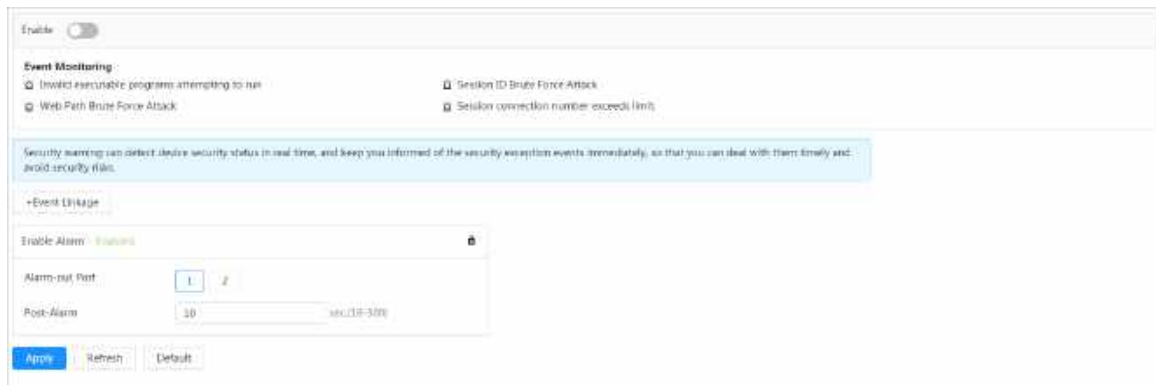 Enable
Event Monitoring
Invalid executable programs attempting to run
Session ID Brute Force Attack
Web Path Brute Force Attack
Session connection number exceeds limit
Security warning can detect device security status in real time, and keep you informed of the security exception events immediately, so that you can deal with them timely and
avoid security risks.
+Event Linkage
Enable Alarm
Alarm-out Port
1 2
Post-Alarm
10
sec.(10-300)
Apply Refresh Default